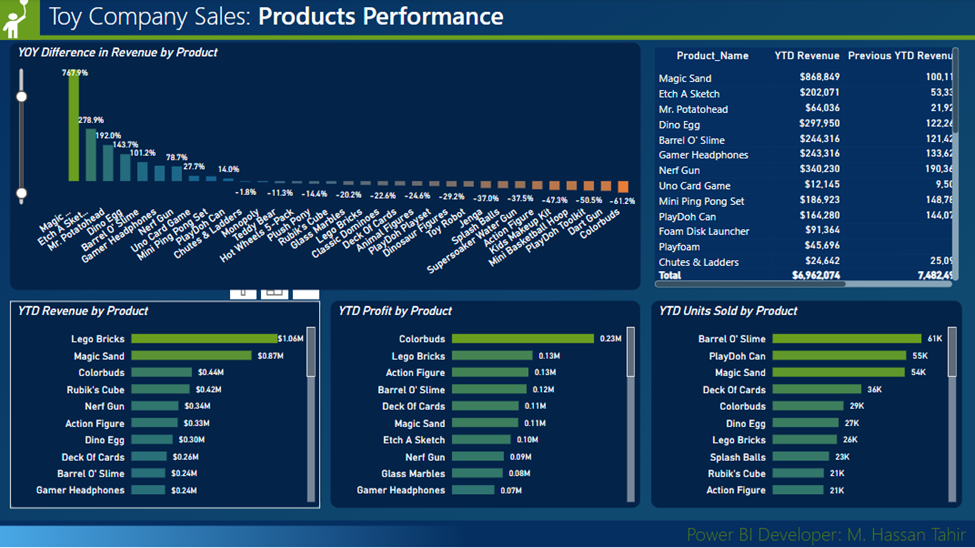 Toy Company Sales: Products Performance
YOY Difference in Revenue by Product
767.9%
278.9%
192.0%
143.7%
101.2%
78.7%
27.7%
14.0%
-1.8%
-11.3%
-14.4%
-20.2%
-22.6%
-24.6%
-29.2%
-37.0%
-37.5%
-47.3%
-50.5%
-61.2%
Magic ...
Etch A Sket...
Mr. Potatohead
Dino Egg
Barrel O' Slime
Gamer Headphones
Nerf Gun
Uno Card Game
Mini Ping Pong Set
PlayDoh Can
Chutes & Ladders
Monopoly
Teddy Bear
Hot Wheels 5-Pack
Plush Pony
Rubik's Cube
Glass Marbles
Lego Bricks
Classic Dominoes
Deck Of Cards
Animal Figures
PlayDoh Playset
Dinosaur Figures
Toy Robot
Jenga
Splash Balls
Supersoaker Water Gun
Action Figure
Kids Makeup Kit
Mini Basketball Hoop
PlayDoh Toolkit
Dart Gun
Colorbuds
Product_Name YTD Revenue Previous YTD Revenu
Magic Sand $868,849 100,11
Etch A Sketch $202,071 53,33
Mr. Potatohead $64,036 21,92
Dino Egg $297,950 122,26
Barrel O' Slime $244,316 121,42
Gamer Headphones $243,316 133,62
Nerf Gun $340,230 190,36
Uno Card Game $12,145 9,50
Mini Ping Pong Set $186,923 148,78
PlayDoh Can $164,280 144,07
Foam Disk Launcher $91,364
Playfoam $45,696
Chutes & Ladders $24,642 25,09
Total $6,962,074 7,482,49
YTD Revenue by Product
Lego Bricks $1.06M
Magic Sand $0.87M
Colorbuds $0.44M
Rubik's Cube $0.42M
Nerf Gun $0.34M
Action Figure $0.33M
Dino Egg $0.30M
Deck Of Cards $0.26M
Barrel O' Slime $0.24M
Gamer Headphones $0.24M
YTD Profit by Product
Colorbuds 0.23M
Lego Bricks 0.13M
Action Figure 0.13M
Barrel O' Slime 0.12M
Deck Of Cards 0.11M
Magic Sand 0.11M
Etch A Sketch 0.10M
Nerf Gun 0.09M
Glass Marbles 0.08M
Gamer Headphones 0.07M
YTD Units Sold by Product
Barrel O' Slime 61K
PlayDoh Can 55K
Magic Sand 54K
Deck Of Cards 36K
Colorbuds 29K
Dino Egg 27K
Lego Bricks 26K
Splash Balls 23K
Rubik's Cube 21K
Action Figure 21K
Power BI Developer: M. Hassan Tahir